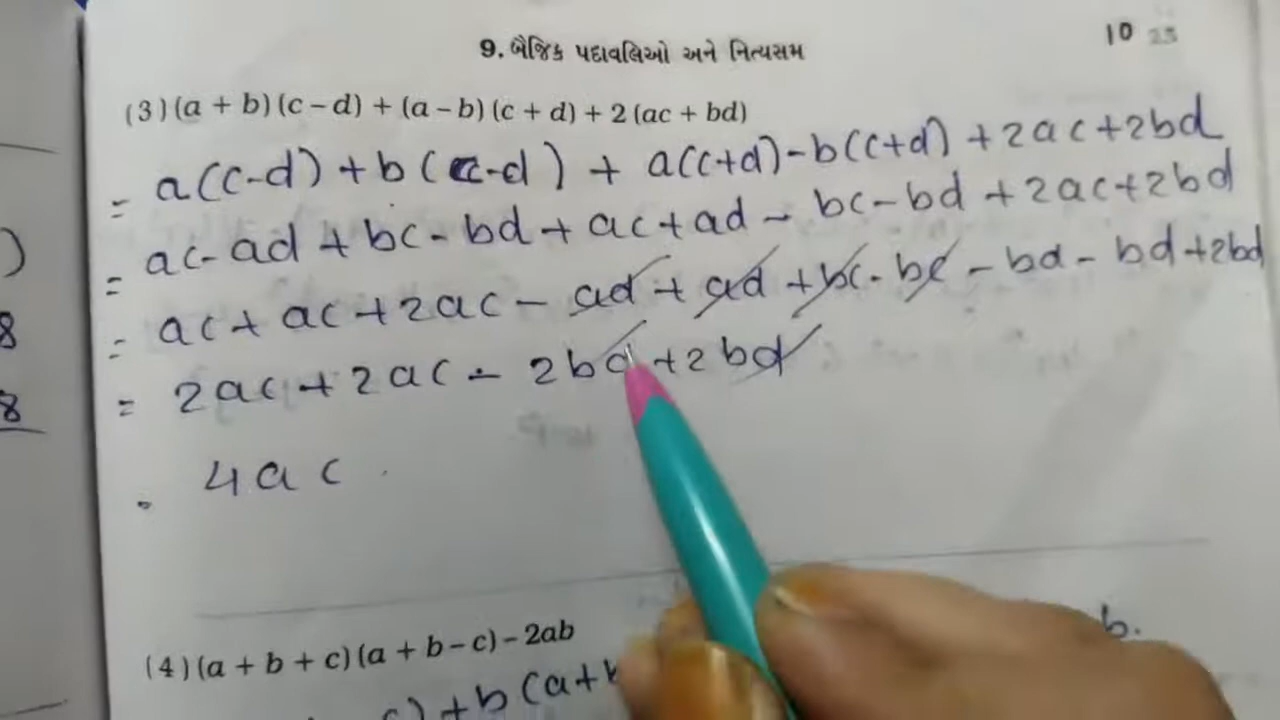 9. બૈજિક પદાવલિઓ અને નિત્યસમ
10
(3) (a + b) (c – d) + (a – b) (c + d) + 2 (ac + bd)
= a(c-d) + b(c-d) + a(c+d) - b(c+d) + 2ac + 2bd
= ac - ad + bc - bd + ac + ad - bc - bd + 2ac + 2bd
= ac + ac + 2ac - ad + ad + bc - bc - bd - bd + 2bd
= 2ac + 2ac - 2bd + 2bd
4ac
)
8
8
(4) (a + b + c) (a + b – c) – 2ab
b.
c) + b(a+b